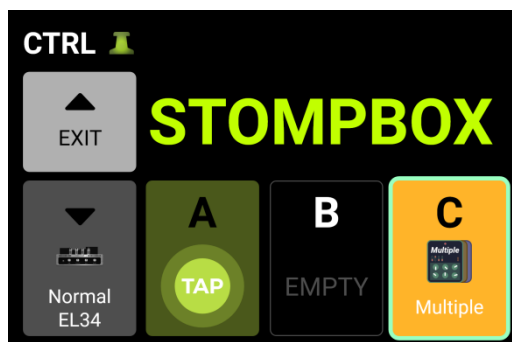 CTRL
EXIT
STOMPBOX
Normal
EL34
A
TAP
B
EMPTY
C
Multiple
Multiple